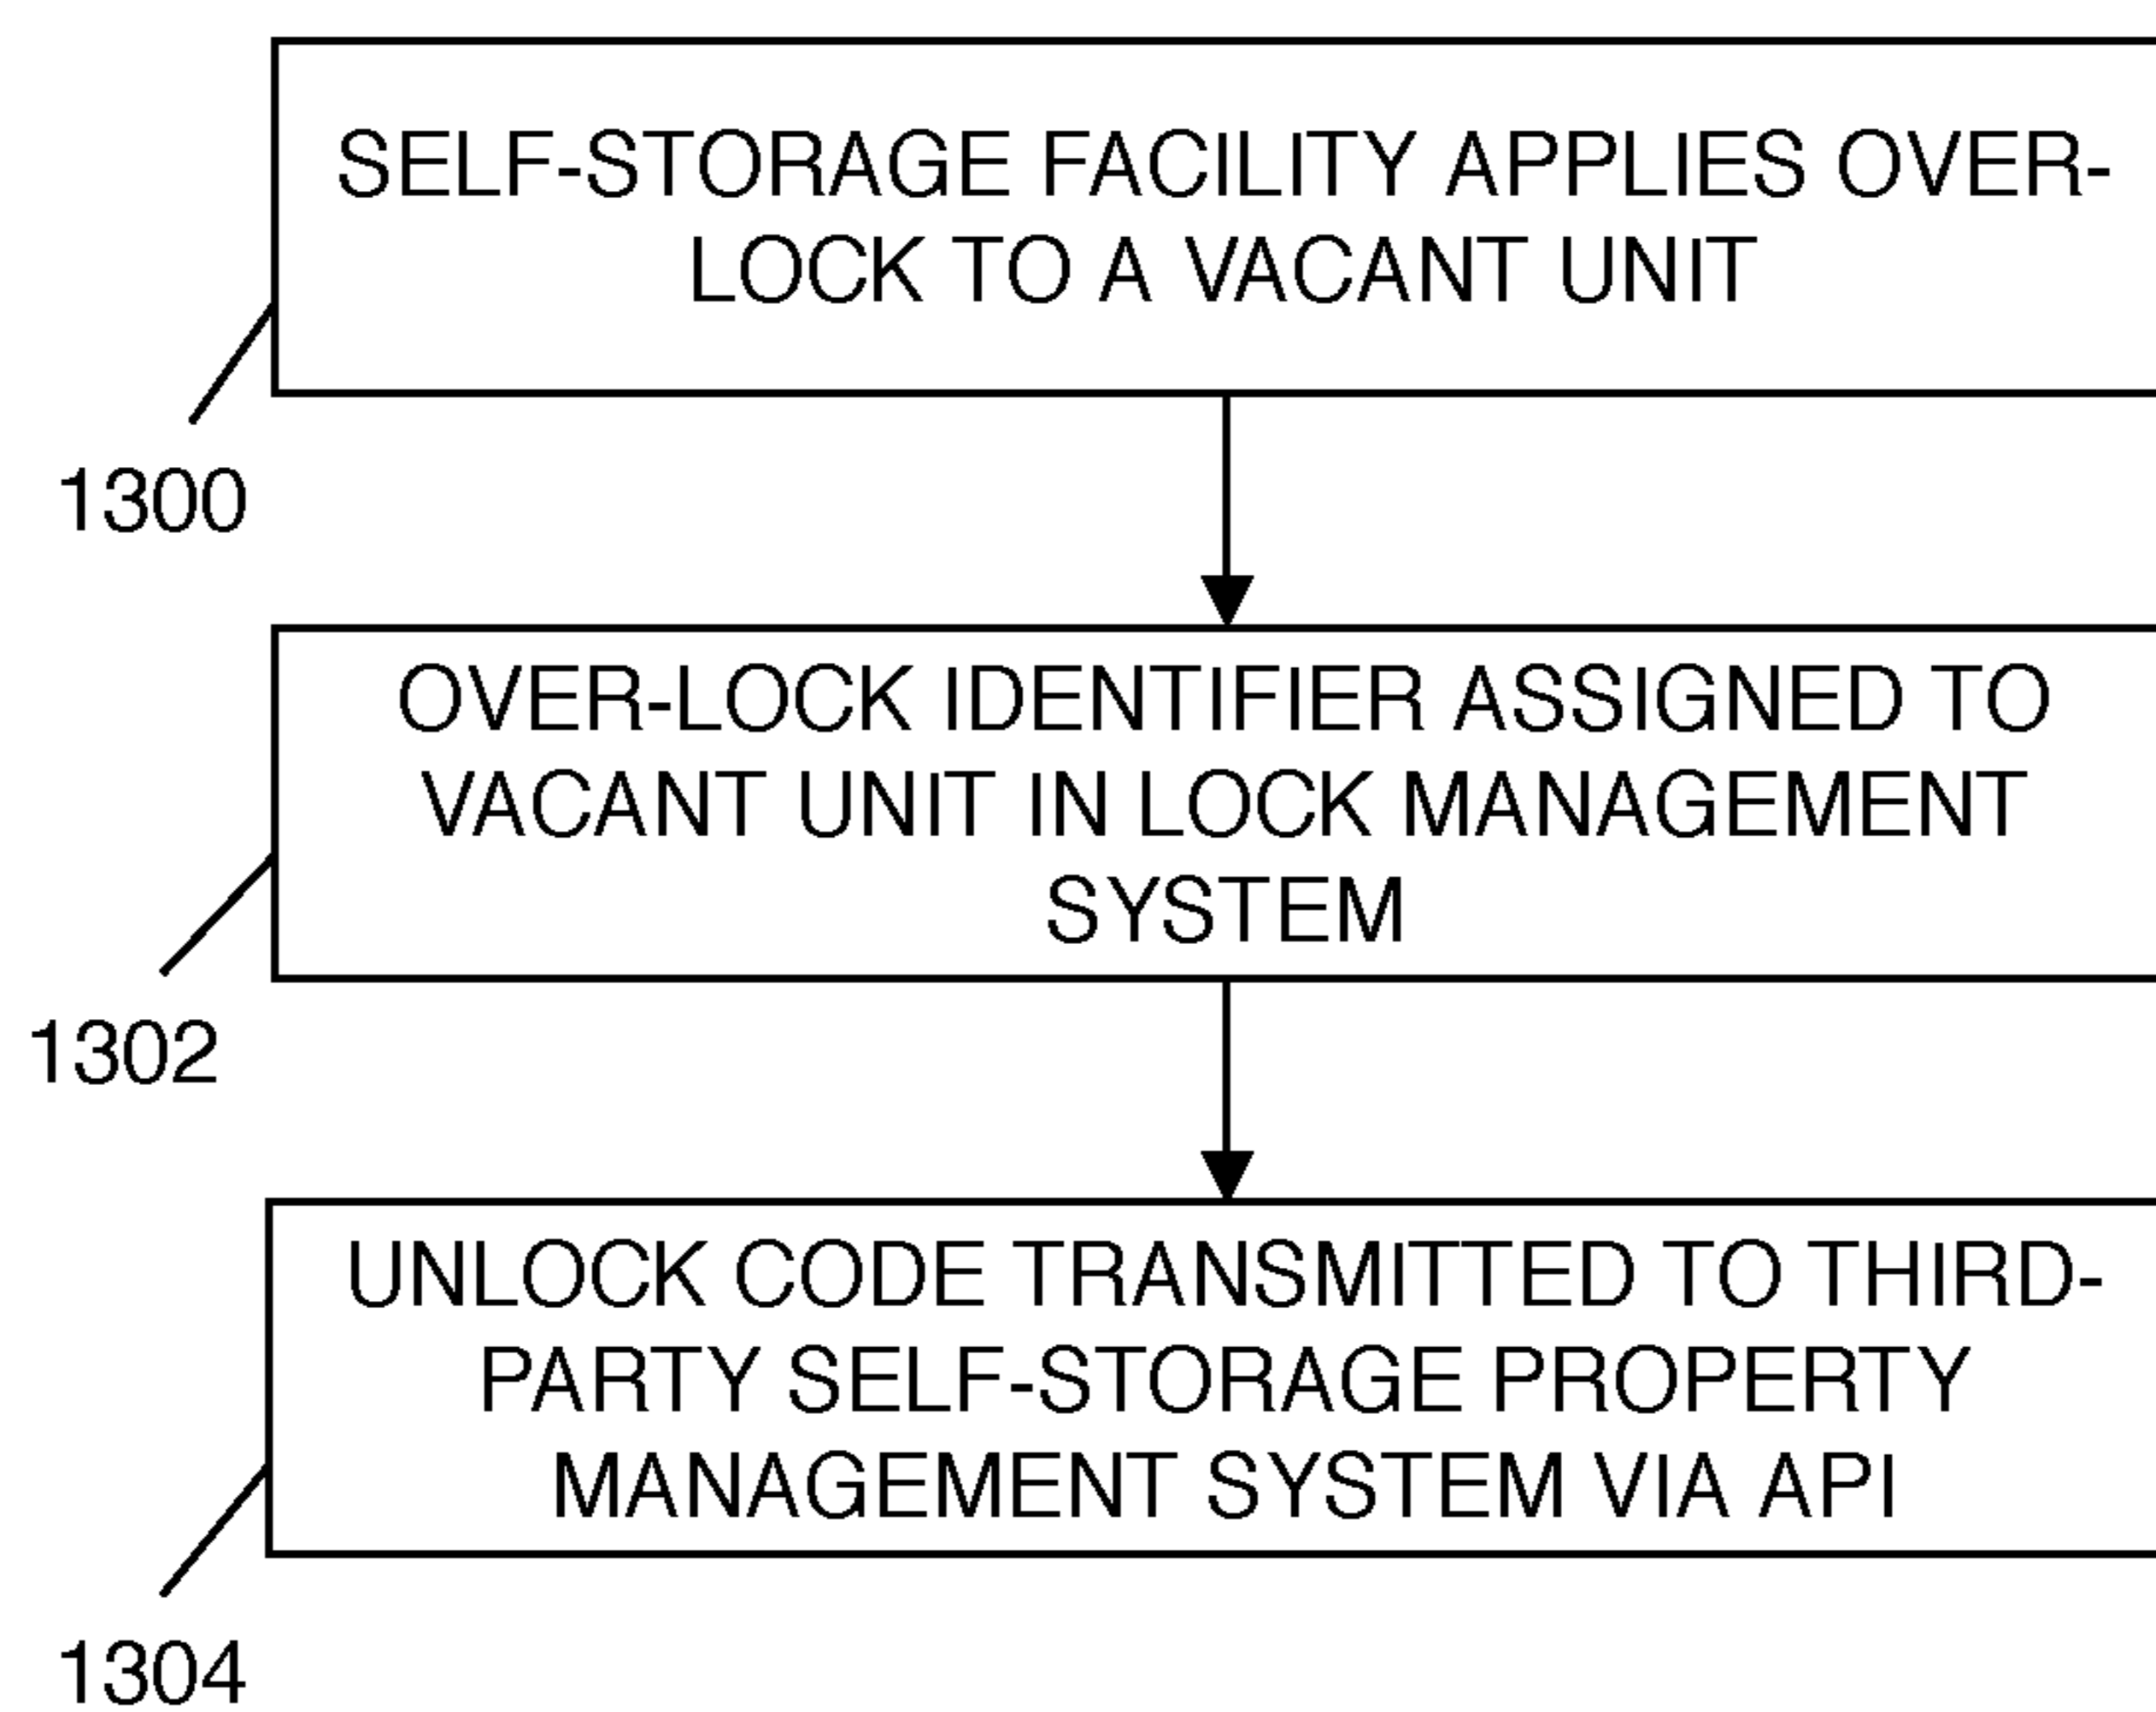 SELF-STORAGE FACILITY APPLIES OVER-
LOCK TO A VACANT UNIT
1300
OVER-LOCK IDENTIFIER ASSIGNED TO
VACANT UNIT IN LOCK MANAGEMENT
SYSTEM
1302
UNLOCK CODE TRANSMITTED TO THIRD-
PARTY SELF-STORAGE PROPERTY
MANAGEMENT SYSTEM VIA API
1304